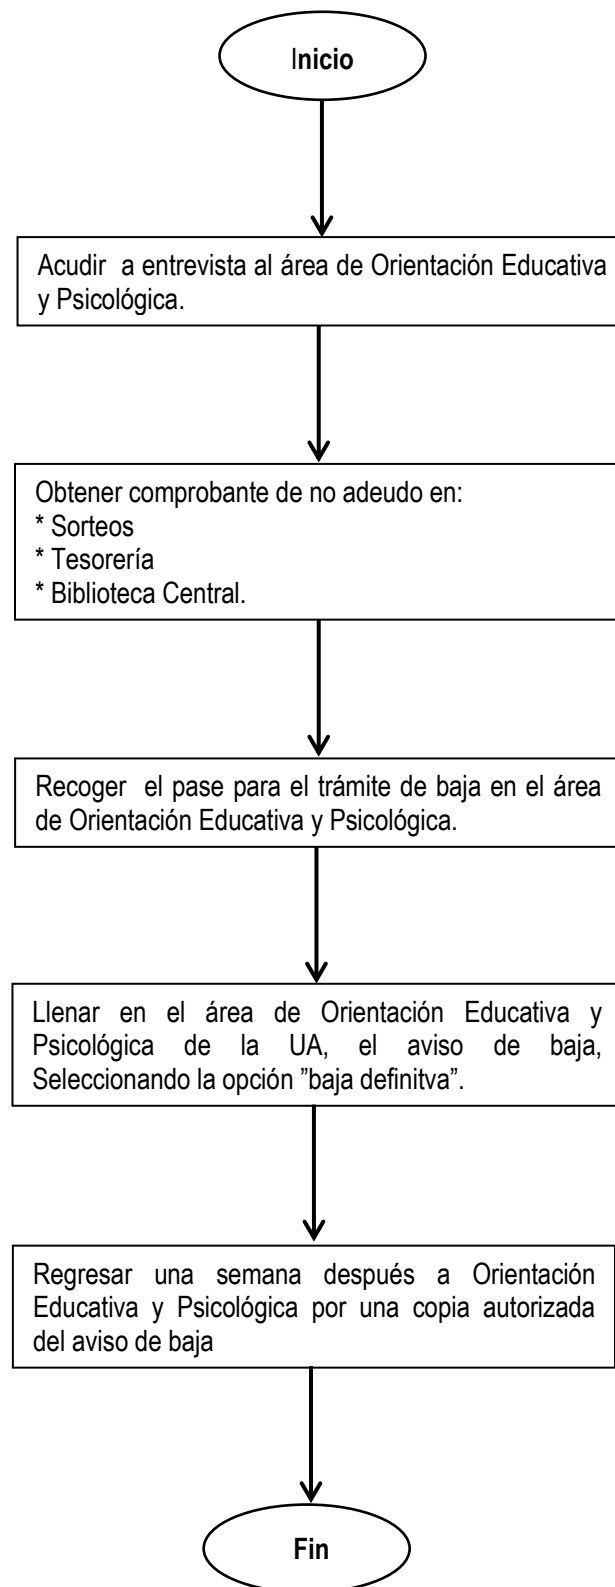 Inicio
Acudir a entrevista al área de Orientación Educativa
y Psicológica.
Obtener comprobante de no adeudo en:
* Sorteos
* Tesorería
* Biblioteca Central.
Recoger el pase para el trámite de baja en el área
de Orientación Educativa y Psicológica.
Llenar en el área de Orientación Educativa y
Psicológica de la UA, el aviso de baja,
Seleccionando la opción ”baja definitva”.
Regresar una semana después a Orientación
Educativa y Psicológica por una copia autorizada
del aviso de baja
Fin